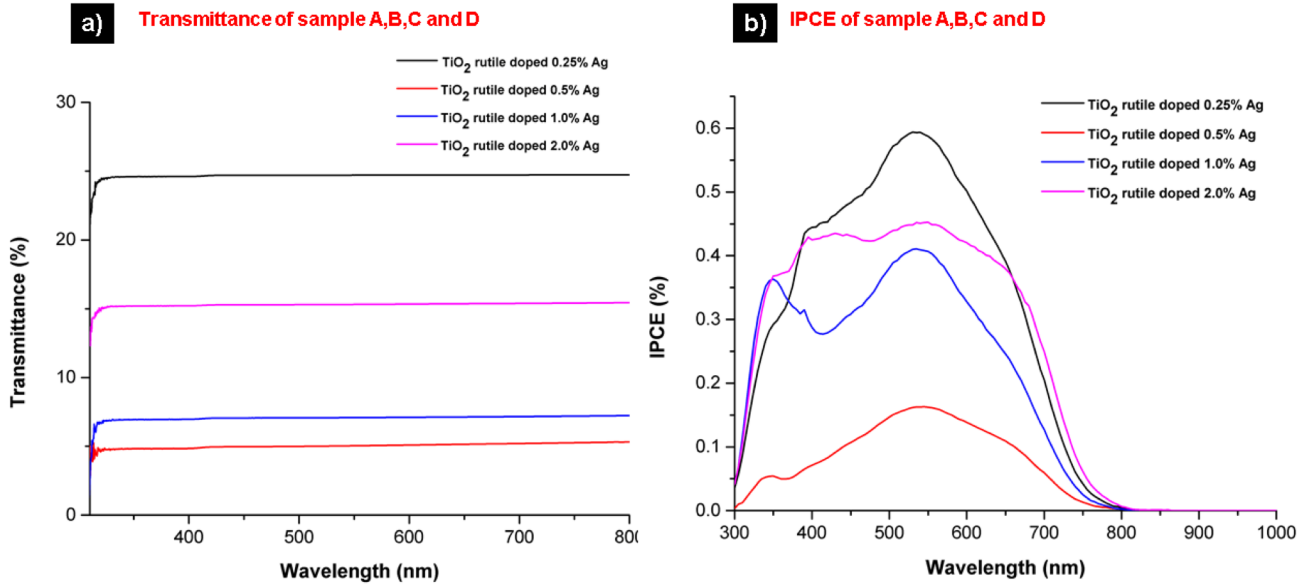 a) Transmittance of sample A,B,C and D
TiO2 rutile doped 0.25% Ag
TiO2 rutile doped 0.5% Ag
TiO2 rutile doped 1.0% Ag
TiO2 rutile doped 2.0% Ag
30
20
10
0
Transmittance (%)
400 500 600 700 800
Wavelength (nm)
b) IPCE of sample A,B,C and D
TiO2 rutile doped 0.25% Ag
TiO2 rutile doped 0.5% Ag
TiO2 rutile doped 1.0% Ag
TiO2 rutile doped 2.0% Ag
0.6
0.5
0.4
0.3
0.2
0.1
0.0
IPCE (%)
300 400 500 600 700 800 900 1000
Wavelength (nm)